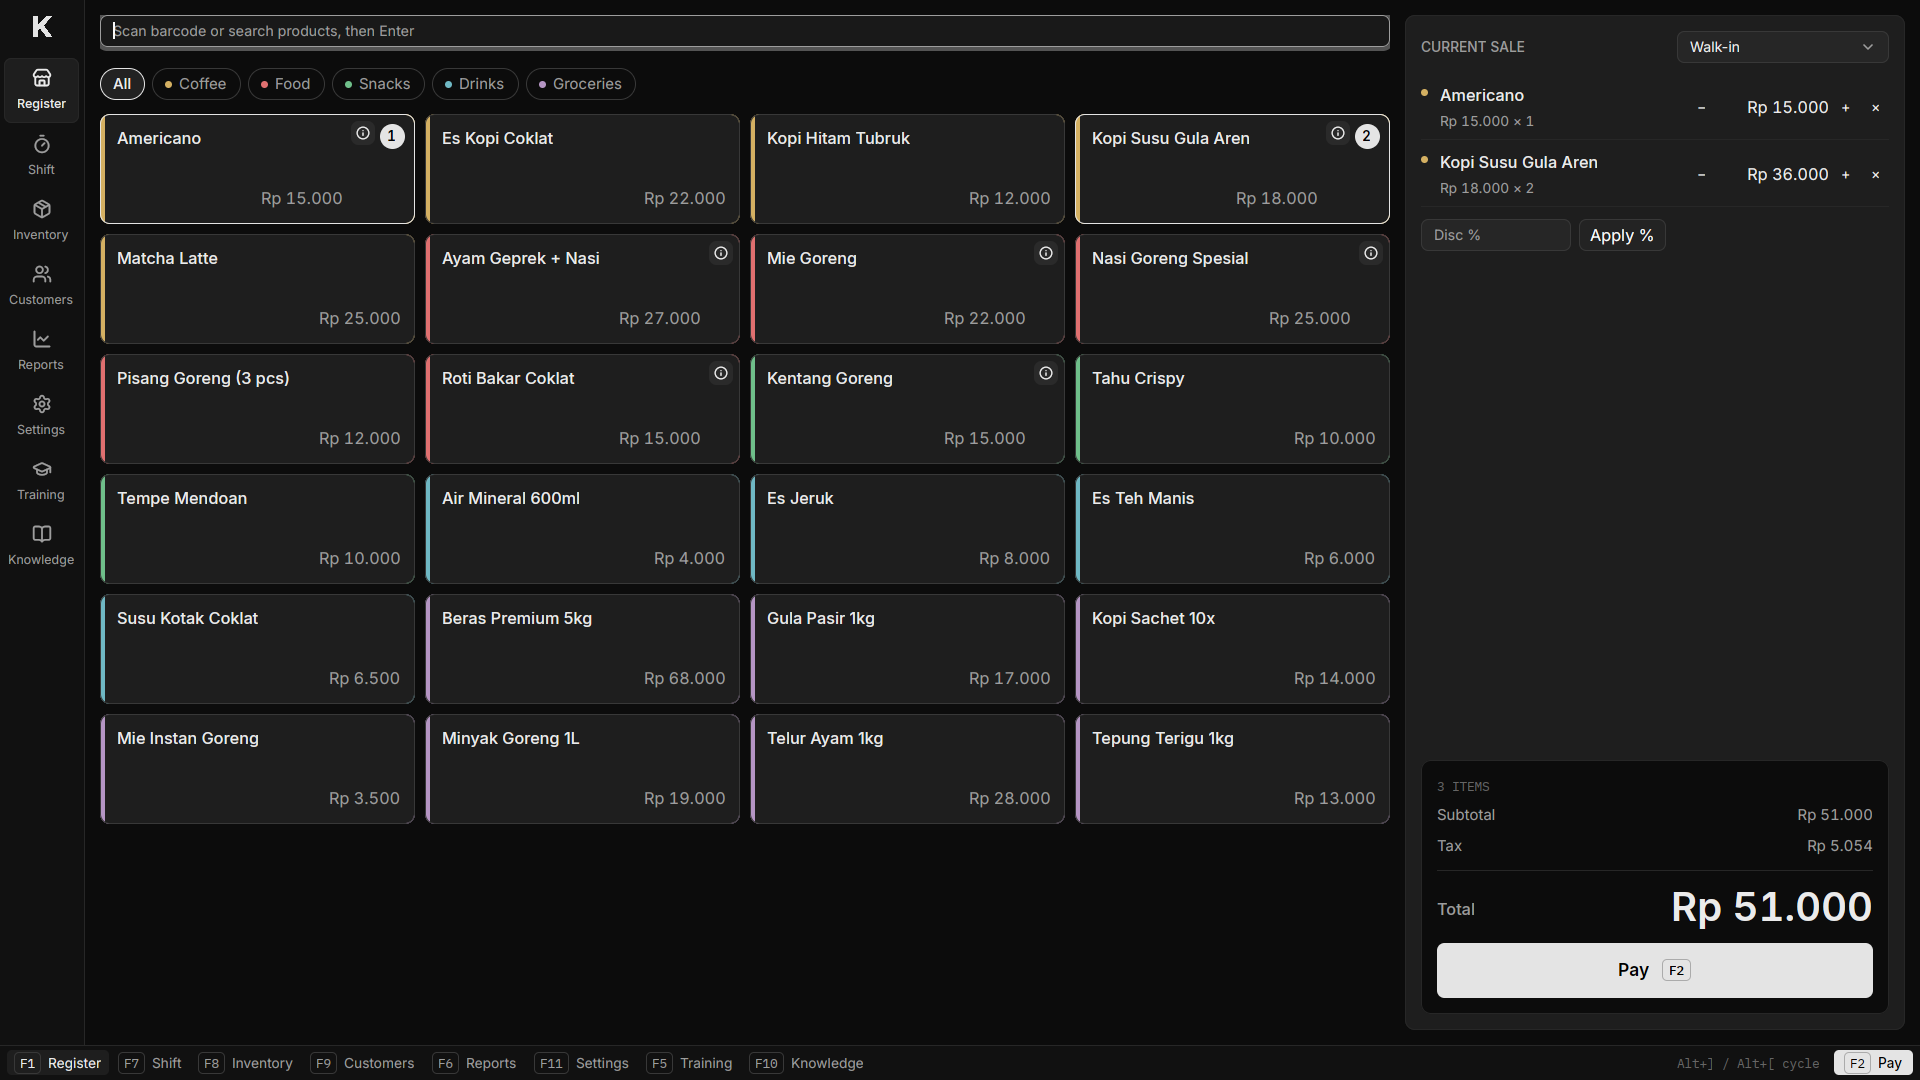 K
Register
Shift
Inventory
Customers
Reports
Settings
Training
Knowledge
Scan barcode or search products, then Enter
All
Coffee
Food
Snacks
Drinks
Groceries
Americano
1
Rp 15.000
Es Kopi Coklat
Rp 22.000
Kopi Hitam Tubruk
Rp 12.000
Kopi Susu Gula Aren
2
Rp 18.000
Matcha Latte
Rp 25.000
Ayam Geprek + Nasi
Rp 27.000
Mie Goreng
Rp 22.000
Nasi Goreng Spesial
Rp 25.000
Pisang Goreng (3 pcs)
Rp 12.000
Roti Bakar Coklat
Rp 15.000
Kentang Goreng
Rp 15.000
Tahu Crispy
Rp 10.000
Tempe Mendoan
Rp 10.000
Air Mineral 600ml
Rp 4.000
Es Jeruk
Rp 8.000
Es Teh Manis
Rp 6.000
Susu Kotak Coklat
Rp 6.500
Beras Premium 5kg
Rp 68.000
Gula Pasir 1kg
Rp 17.000
Kopi Sachet 10x
Rp 14.000
Mie Instan Goreng
Rp 3.500
Minyak Goreng 1L
Rp 19.000
Telur Ayam 1kg
Rp 28.000
Tepung Terigu 1kg
Rp 13.000
CURRENT SALE
Walk-in
Americano
Rp 15.000 × 1
− Rp 15.000 + ×
Kopi Susu Gula Aren
Rp 18.000 × 2
− Rp 36.000 + ×
Disc %
Apply %
3 ITEMS
Subtotal Rp 51.000
Tax Rp 5.054
Total Rp 51.000
Pay F2
F1 Register F7 Shift F8 Inventory F9 Customers F6 Reports F11 Settings F5 Training F10 Knowledge Alt+] / Alt+[ cycle F2 Pay